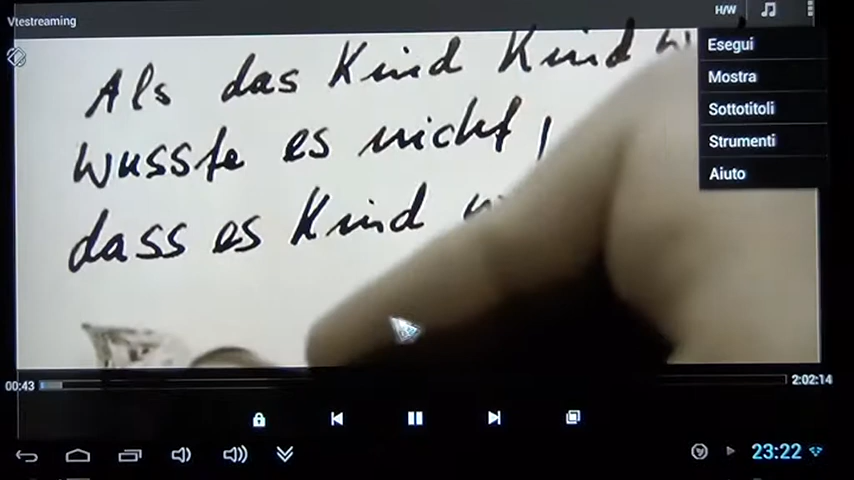 Vtestreaming
H/W
Als das Kind Kind
wusste es nicht,
dass es Kind
Esegui
Mostra
Sottotitoli
Strumenti
Aiuto
00:43
2:02:14
23:22